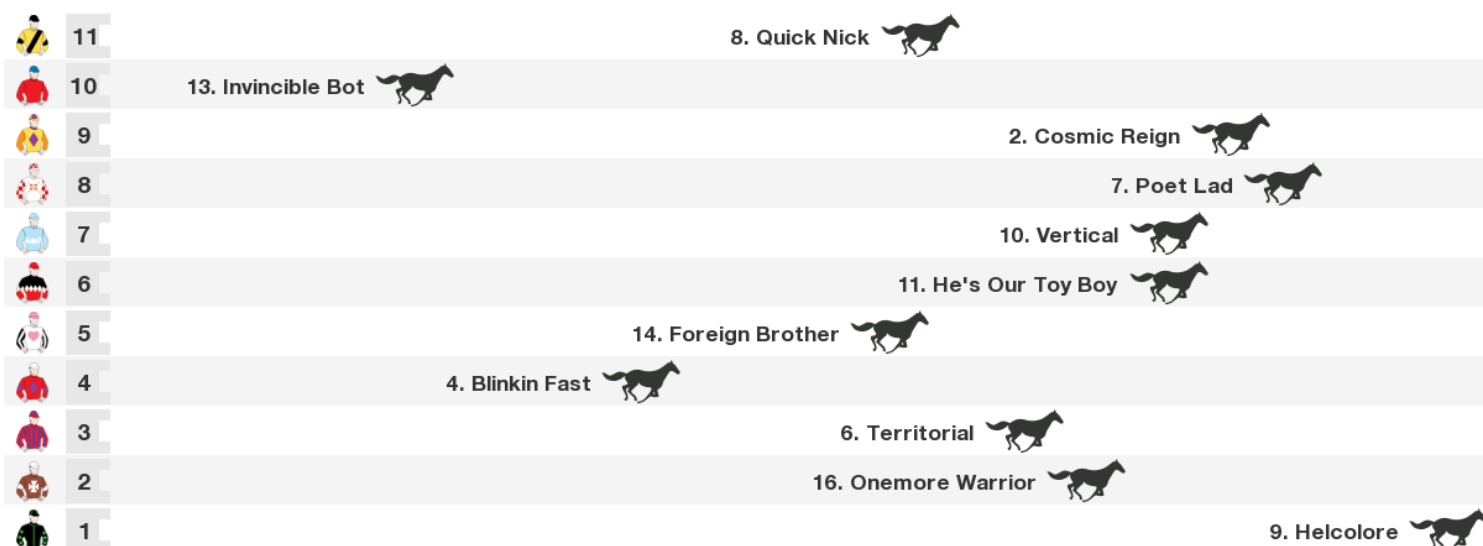 11 8. Quick Nick
10 13. Invincible Bot
9 2. Cosmic Reign
8 7. Poet Lad
7 10. Vertical
6 11. He's Our Toy Boy
5 14. Foreign Brother
4 4. Blinkin Fast
3 6. Territorial
2 16. Onemore Warrior
1 9. Helcolore